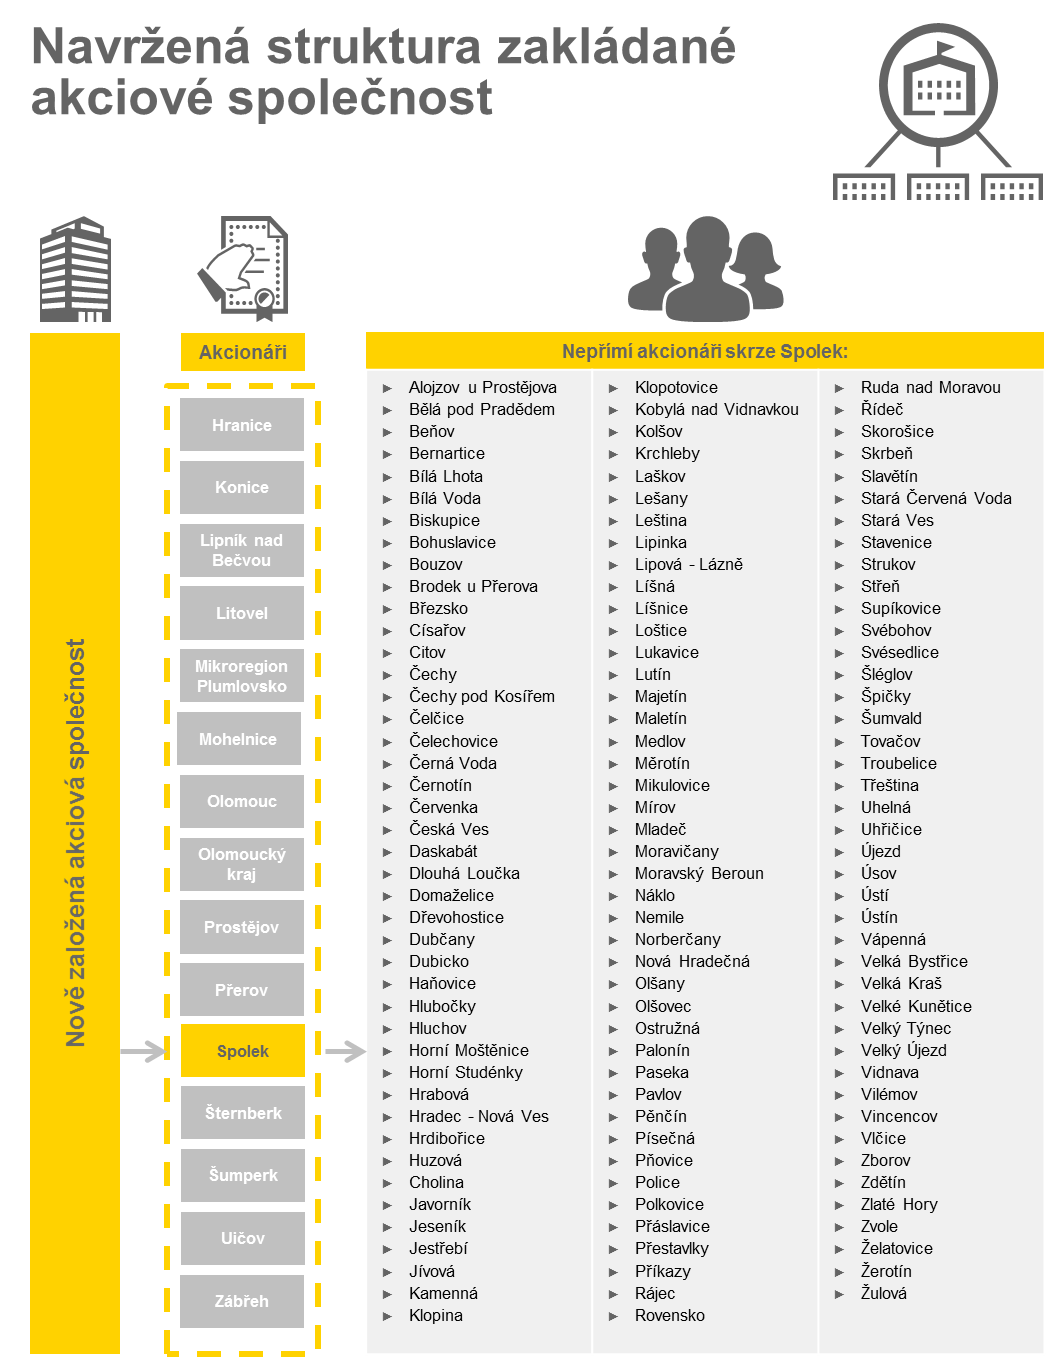 Navržená struktura zakládané
akciové společnost
Nově založená akciová společnost
Akcionáři
Hranice
Konice
Lipník nad
Bečvou
Litovel
Mikroregion
Plumlovsko
Mohelnice
Olomouc
Olomoucký
kraj
Prostějov
Přerov
Spolek
Šternberk
Šumperk
Uičov
Zábřeh
Nepřímí akcionáři skrze Spolek:
Alojzov u Prostějova
Bělá pod Pradědem
Beňov
Bernartice
Bílá Lhota
Bílá Voda
Biskupice
Bohuslavice
Bouzov
Brodek u Přerova
Březsko
Císařov
Citov
Čechy
Čechy pod Kosířem
Čelčice
Čelechovice
Černá Voda
Černotín
Červenka
Česká Ves
Daskabát
Dlouhá Loučka
Domaželice
Dřevohostice
Dubčany
Dubicko
Haňovice
Hlubočky
Hluchov
Horní Moštěnice
Horní Studénky
Hrabová
Hradec - Nová Ves
Hrdibořice
Huzová
Cholina
Javorník
Jeseník
Jestřebí
Jívová
Kamenná
Klopina
Klopotovice
Kobylá nad Vidnavkou
Kolšov
Krchleby
Laškov
Lešany
Leština
Lipinka
Lipová - Lázně
Líšná
Líšnice
Loštice
Lukavice
Lutín
Majetín
Maletín
Medlov
Měrotín
Mikulovice
Mírov
Mladeč
Moravičany
Moravský Beroun
Náklo
Nemile
Norberčany
Nová Hradečná
Olšany
Olšovec
Ostružná
Palonín
Paseka
Pavlov
Pěnčín
Písečná
Pňovice
Police
Polkovice
Přáslavice
Přestavlky
Příkazy
Rájec
Rovensko
Ruda nad Moravou
Řídeč
Skorošice
Skrbeň
Slavětín
Stará Červená Voda
Stará Ves
Stavenice
Strukov
Střeň
Supíkovice
Svébohov
Svésedlice
Šléglov
Špičky
Šumvald
Tovačov
Troubelice
Třeština
Uhelná
Uhřičice
Újezd
Úsov
Ústí
Ústín
Vápenná
Velká Bystřice
Velká Kraš
Velké Kunětice
Velký Týnec
Velký Újezd
Vidnava
Vilémov
Vincencov
Vlčice
Zborov
Zdětín
Zlaté Hory
Zvole
Želatovice
Žerotín
Žulová